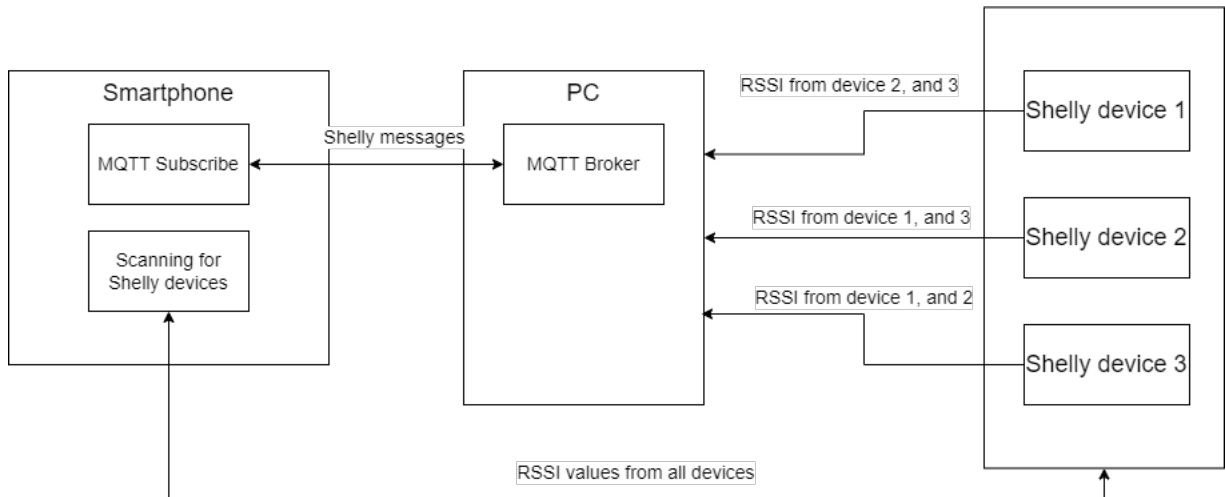 Smartphone
MQTT Subscribe
Scanning for
Shelly devices
Shelly messages
PC
MQTT Broker
RSSI from device 2, and 3
RSSI from device 1, and 3
RSSI from device 1, and 2
Shelly device 1
Shelly device 2
Shelly device 3
RSSI values from all devices